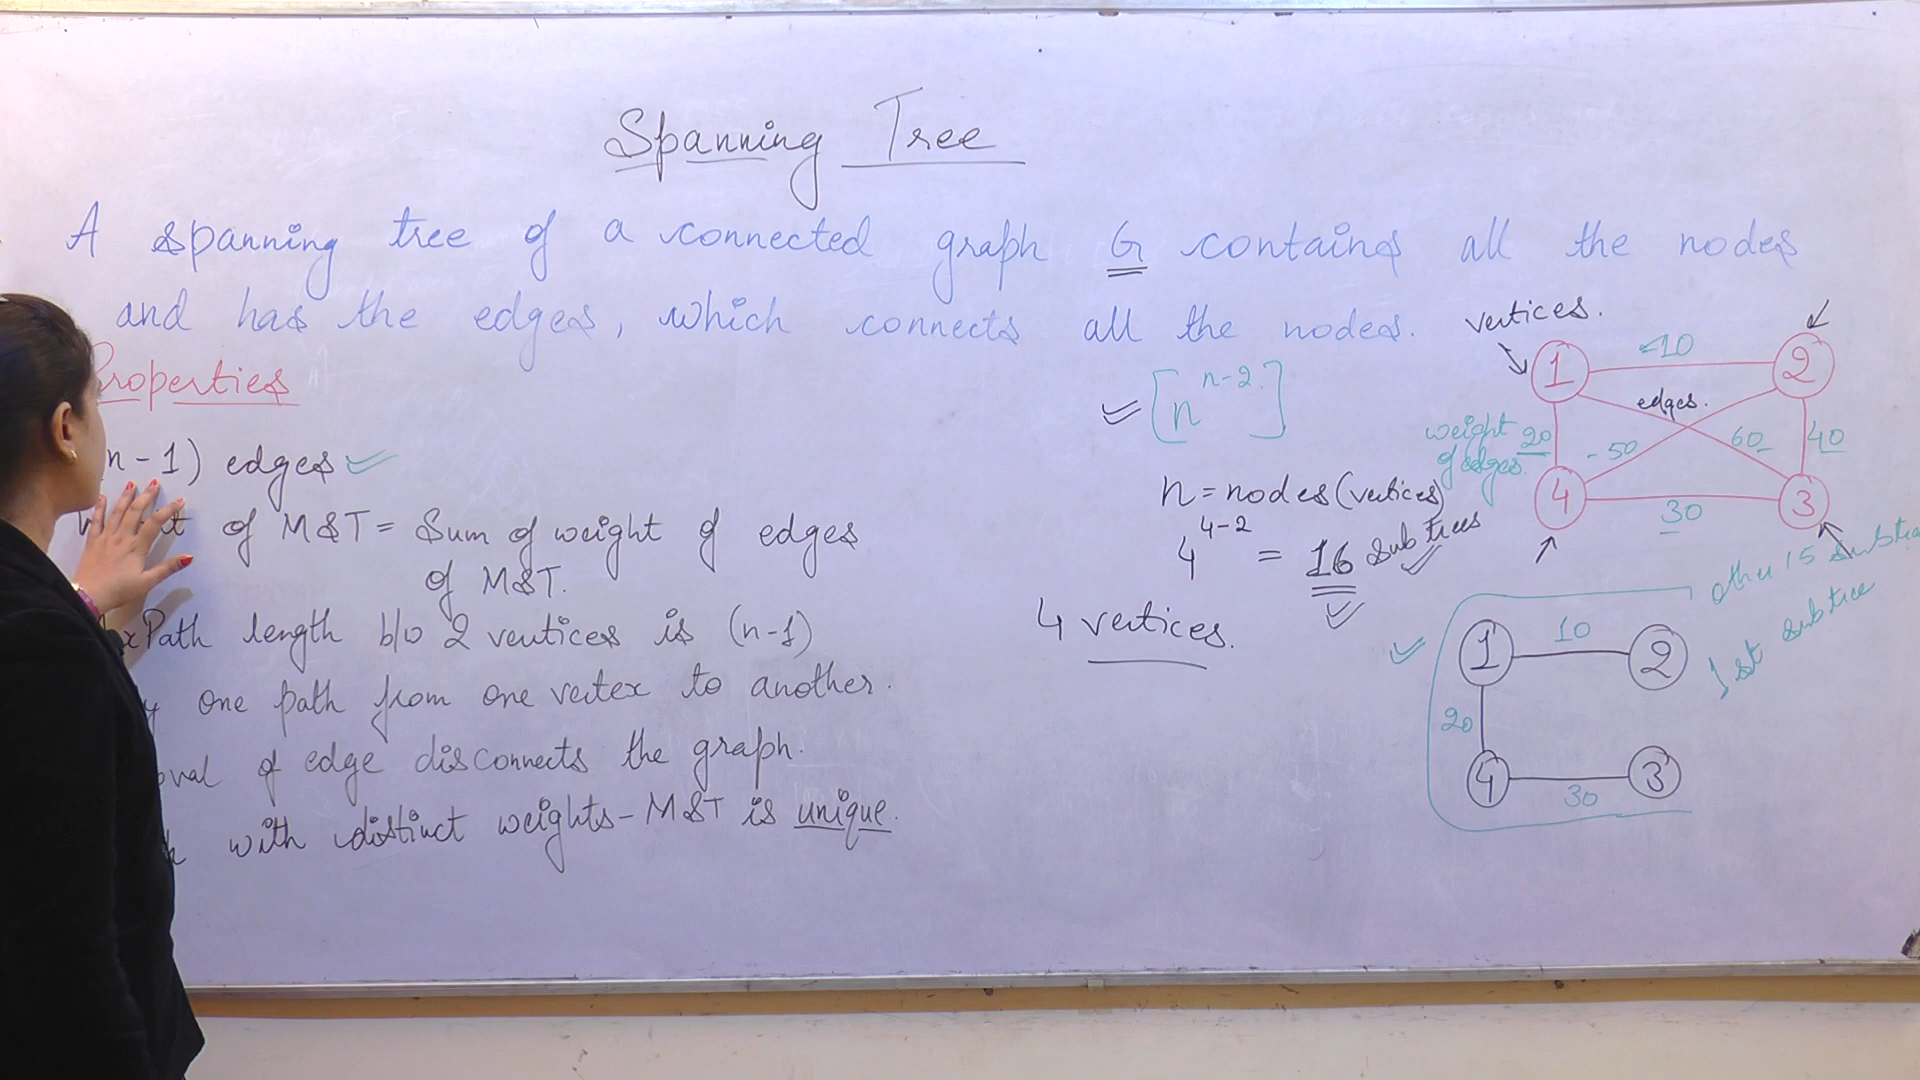 Spanning Tree
A spanning tree of a connected graph G contains all the nodes
and has the edges, which connects all the nodes.
Properties
n-1) edges
of MST = Sum of weight of edges
of MST.
Path length b/w 2 vertices is (n-1)
one path from one vertex to another.
oval of edge disconnects the graph.
with distinct weights - MST is unique.
[n^{n-2}]
n = nodes (vertices)
4^{4-2} = 16 subtrees
4 vertices.
vertices.
1 10 2
edges.
weight 20 50 60 40
of edges
4 30 3
other 15 subtre
1st subtree
1 10 2
20
4 30 3